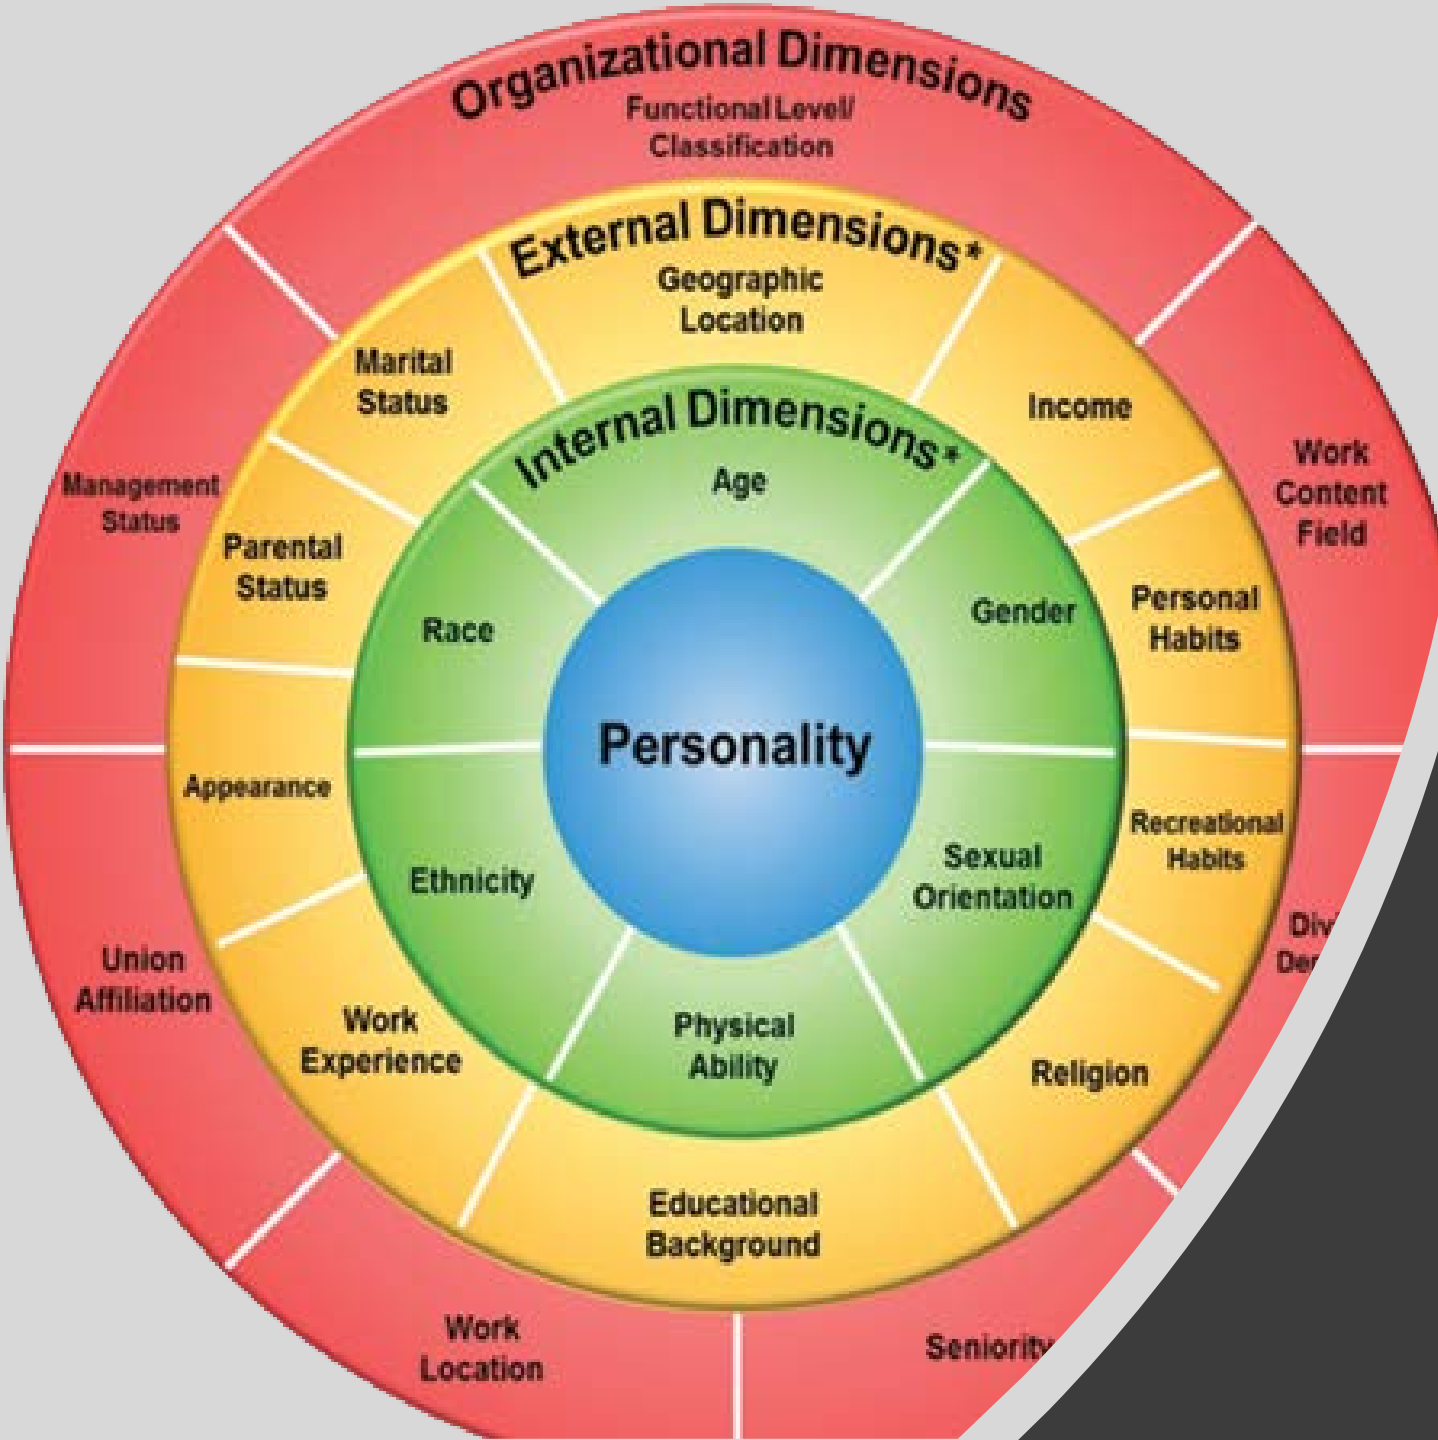 Organizational Dimensions
Functional Level/
Classification
External Dimensions*
Geographic
Location
Marital
Status
Income
Internal Dimensions*
Age
Work
Content
Field
Management
Status
Parental
Status
Race
Gender
Personal
Habits
Personality
Appearance
Recreational
Habits
Sexual
Orientation
Ethnicity
Union
Affiliation
Work
Experience
Physical
Ability
Religion
Educational
Background
Work
Location
Seniority